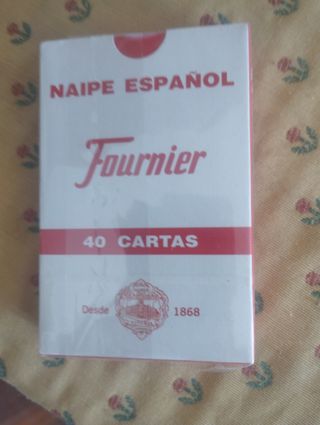 NAIPE ESPAÑOL
Fournier
40 CARTAS
Desde 1868